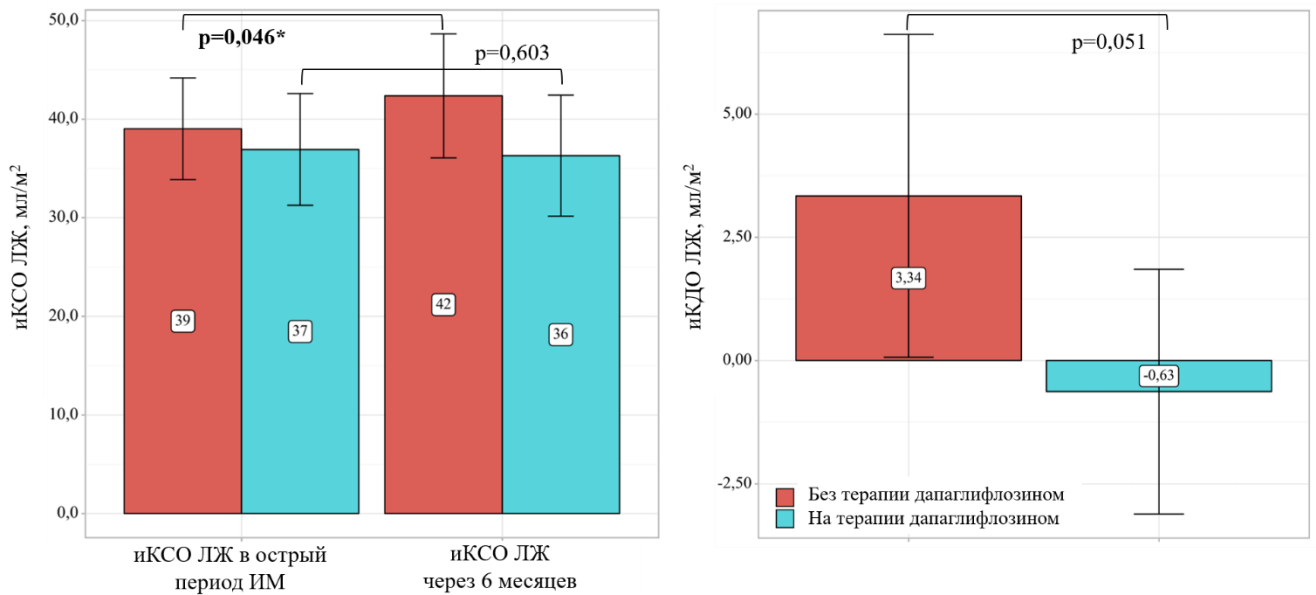 50,0
40,0
30,0
20,0
10,0
0,0
иКСО ЛЖ, мл/м²
p=0,046*
p=0,603
39
37
42
36
иКСО ЛЖ в острый
период ИМ
иКСО ЛЖ
через 6 месяцев
5,00
2,50
0,00
-2,50
иКДО ЛЖ, мл/м²
p=0,051
3,34
-0,63
Без терапии дапаглифлозином
На терапии дапаглифлозином